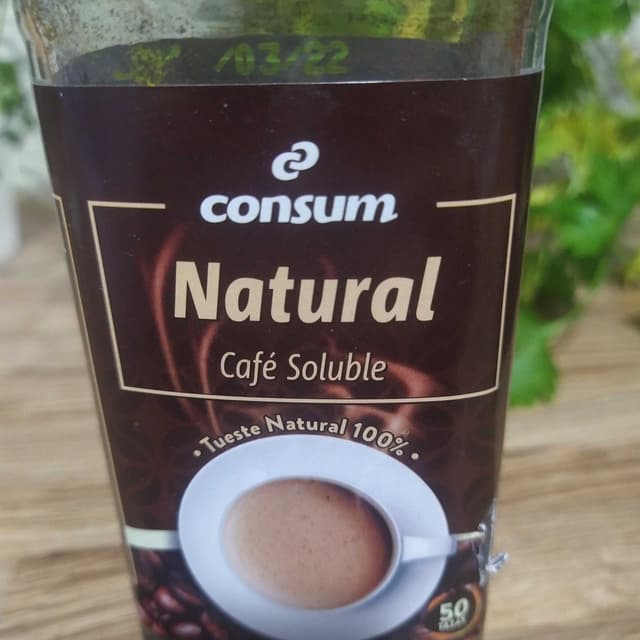 /03/22
consum
Natural
Café Soluble
• Tueste Natural 100% •
50